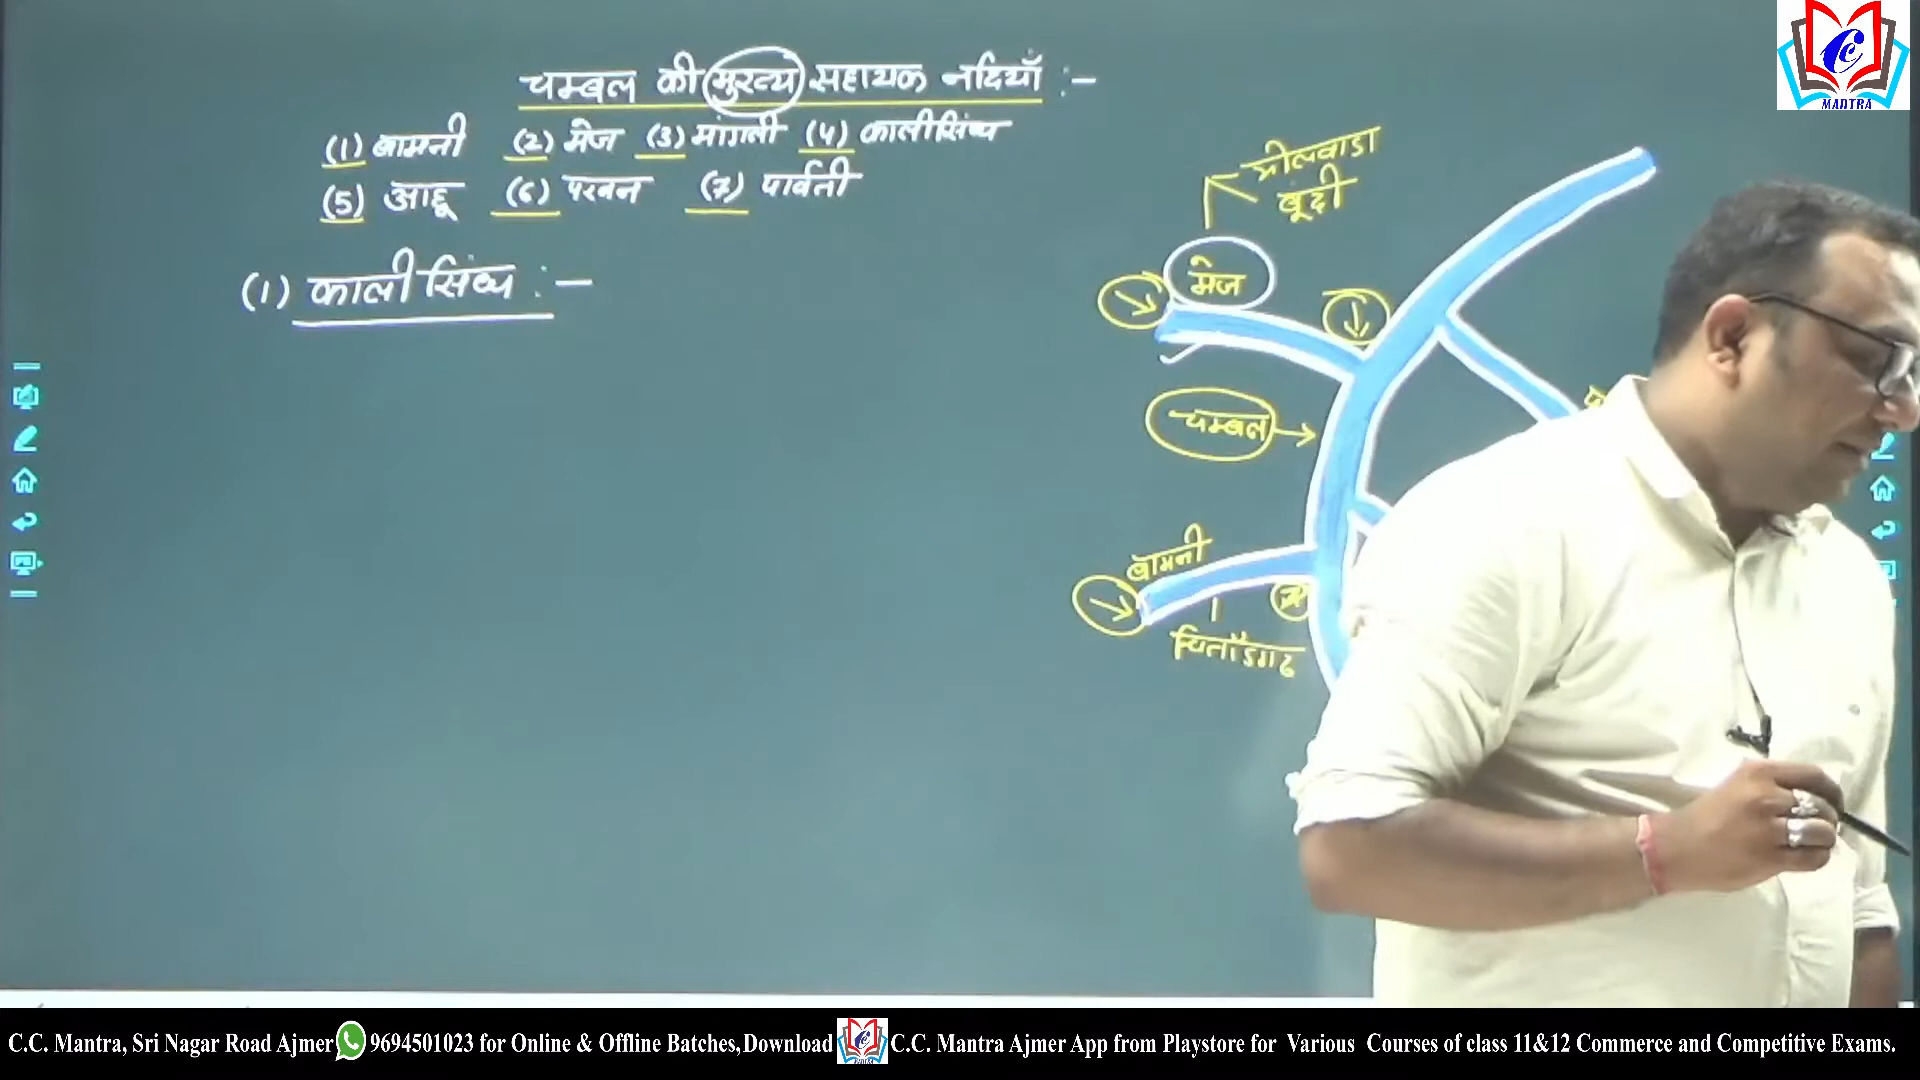 चम्बल की मुख्य सहायक नदियाँ :-
(1) बामनी (2) मेज (3) मांगली (4) कालीसिंध
(5) आहू (6) परवन (7) पार्वती
(1) कालीसिंध :-
भीलवाडा
बूंदी
मेज
चम्बल
बामनी
चितौडगढ
C
MANTRA
C.C. Mantra, Sri Nagar Road Ajmer 9694501023 for Online & Offline Batches, Download C.C. Mantra Ajmer App from Playstore for Various Courses of class 11&12 Commerce and Competitive Exams.